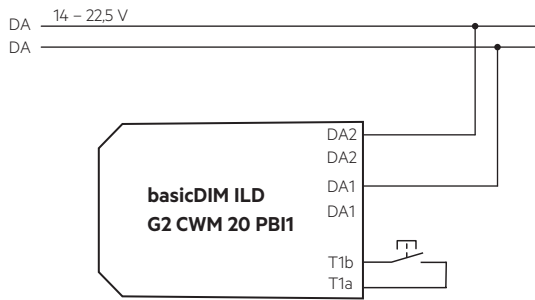 DA 14 – 22,5 V
DA
DA2
DA2
basicDIM ILD
DA1
G2 CWM 20 PBI1
DA1
T1b
T1a